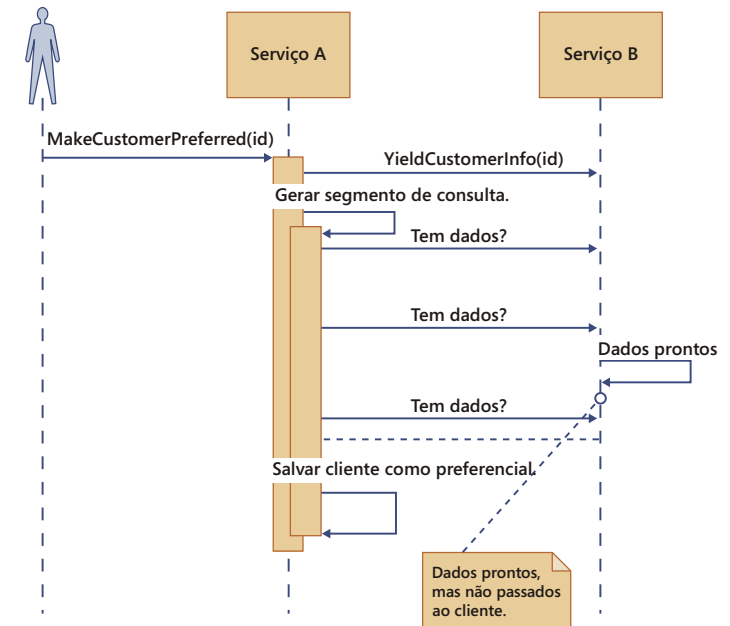 Serviço A
Serviço B
MakeCustomerPreferred(id)
YieldCustomerInfo(id)
Gerar segmento de consulta.
Tem dados?
Tem dados?
Dados prontos
Tem dados?
Salvar cliente como preferencial.
Dados prontos,
mas não passados
ao cliente.